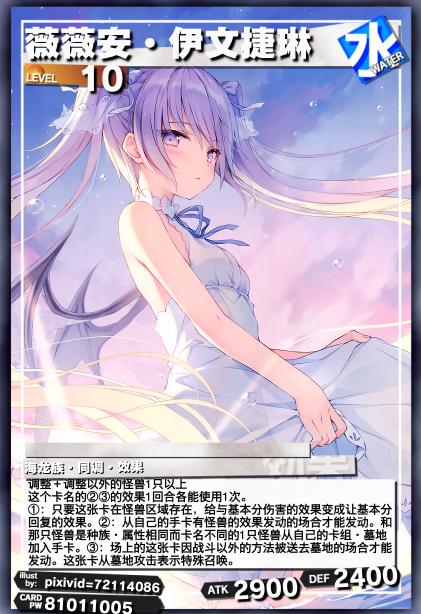 薇薇安·伊文捷琳
水
WATER
LEVEL 10
海龙族·同调·效果
调整＋调整以外的怪兽1只以上
这个卡名的②③的效果1回合各能使用1次。
①：只要这张卡在怪兽区域存在，给与基本分伤害的效果变成让基本分
回复的效果。②：从自己的手卡有怪兽的效果发动的场合才能发动。和
那只怪兽是种族·属性相同而卡名不同的1只怪兽从自己的卡组·墓地
加入手卡。③：场上的这张卡因战斗以外的方法被送去墓地的场合才能
发动。这张卡从墓地攻击表示特殊召唤。
illust by: pixivid=72114086
ATK 2900
DEF 2400
CARD PW 81011005